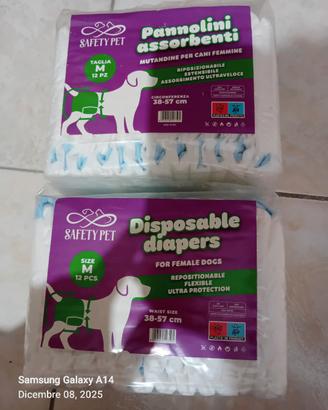 SAFETY PET
Pannolini
assorbenti
MUTANDINE PER CANI FEMMINE
TAGLIA
M
12 PZ
RIPOSIZIONABILE
ESTENSIBILE
ASSORBIMENTO ULTRAVELOCE
CIRCONFERENZA
38-57 cm
SAFETY PET
Disposable
diapers
FOR FEMALE DOGS
SIZE
M
12 PCS
REPOSITIONABLE
FLEXIBLE
ULTRA PROTECTION
WAIST SIZE
38-57 cm
Samsung Galaxy A14
Dicembre 08, 2025